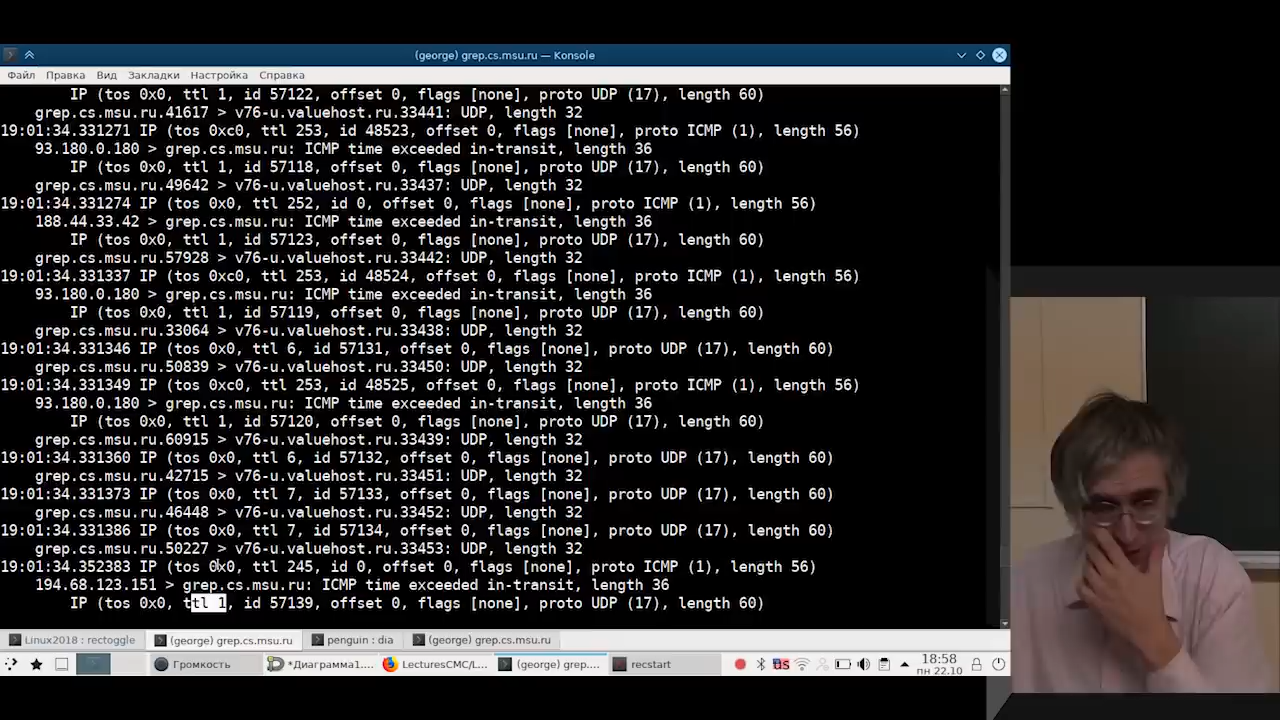 (george) grep.cs.msu.ru — Konsole
Файл Правка Вид Закладки Настройка Справка
IP (tos 0x0, ttl 1, id 57122, offset 0, flags [none], proto UDP (17), length 60)
grep.cs.msu.ru.41617 > v76-u.valuehost.ru.33441: UDP, length 32
19:01:34.331271 IP (tos 0xc0, ttl 253, id 48523, offset 0, flags [none], proto ICMP (1), length 56)
93.180.0.180 > grep.cs.msu.ru: ICMP time exceeded in-transit, length 36
IP (tos 0x0, ttl 1, id 57118, offset 0, flags [none], proto UDP (17), length 60)
grep.cs.msu.ru.49642 > v76-u.valuehost.ru.33437: UDP, length 32
19:01:34.331274 IP (tos 0x0, ttl 252, id 0, offset 0, flags [none], proto ICMP (1), length 56)
188.44.33.42 > grep.cs.msu.ru: ICMP time exceeded in-transit, length 36
IP (tos 0x0, ttl 1, id 57123, offset 0, flags [none], proto UDP (17), length 60)
grep.cs.msu.ru.57928 > v76-u.valuehost.ru.33442: UDP, length 32
19:01:34.331337 IP (tos 0xc0, ttl 253, id 48524, offset 0, flags [none], proto ICMP (1), length 56)
93.180.0.180 > grep.cs.msu.ru: ICMP time exceeded in-transit, length 36
IP (tos 0x0, ttl 1, id 57119, offset 0, flags [none], proto UDP (17), length 60)
grep.cs.msu.ru.33064 > v76-u.valuehost.ru.33438: UDP, length 32
19:01:34.331346 IP (tos 0x0, ttl 6, id 57131, offset 0, flags [none], proto UDP (17), length 60)
grep.cs.msu.ru.50839 > v76-u.valuehost.ru.33450: UDP, length 32
19:01:34.331349 IP (tos 0xc0, ttl 253, id 48525, offset 0, flags [none], proto ICMP (1), length 56)
93.180.0.180 > grep.cs.msu.ru: ICMP time exceeded in-transit, length 36
IP (tos 0x0, ttl 1, id 57120, offset 0, flags [none], proto UDP (17), length 60)
grep.cs.msu.ru.60915 > v76-u.valuehost.ru.33439: UDP, length 32
19:01:34.331360 IP (tos 0x0, ttl 6, id 57132, offset 0, flags [none], proto UDP (17), length 60)
grep.cs.msu.ru.42715 > v76-u.valuehost.ru.33451: UDP, length 32
19:01:34.331373 IP (tos 0x0, ttl 7, id 57133, offset 0, flags [none], proto UDP (17), length 60)
grep.cs.msu.ru.46448 > v76-u.valuehost.ru.33452: UDP, length 32
19:01:34.331386 IP (tos 0x0, ttl 7, id 57134, offset 0, flags [none], proto UDP (17), length 60)
grep.cs.msu.ru.50227 > v76-u.valuehost.ru.33453: UDP, length 32
19:01:34.352383 IP (tos 0x0, ttl 245, id 0, offset 0, flags [none], proto ICMP (1), length 56)
194.68.123.151 > grep.cs.msu.ru: ICMP time exceeded in-transit, length 36
IP (tos 0x0, ttl 1, id 57139, offset 0, flags [none], proto UDP (17), length 60)
Linux2018 : rectoggle (george) grep.cs.msu.ru penguin : dia (george) grep.cs.msu.ru
Громкость *Диаграмма1.... LecturesCMC/L... (george) grep.... recstart US 18:58
пн 22.10